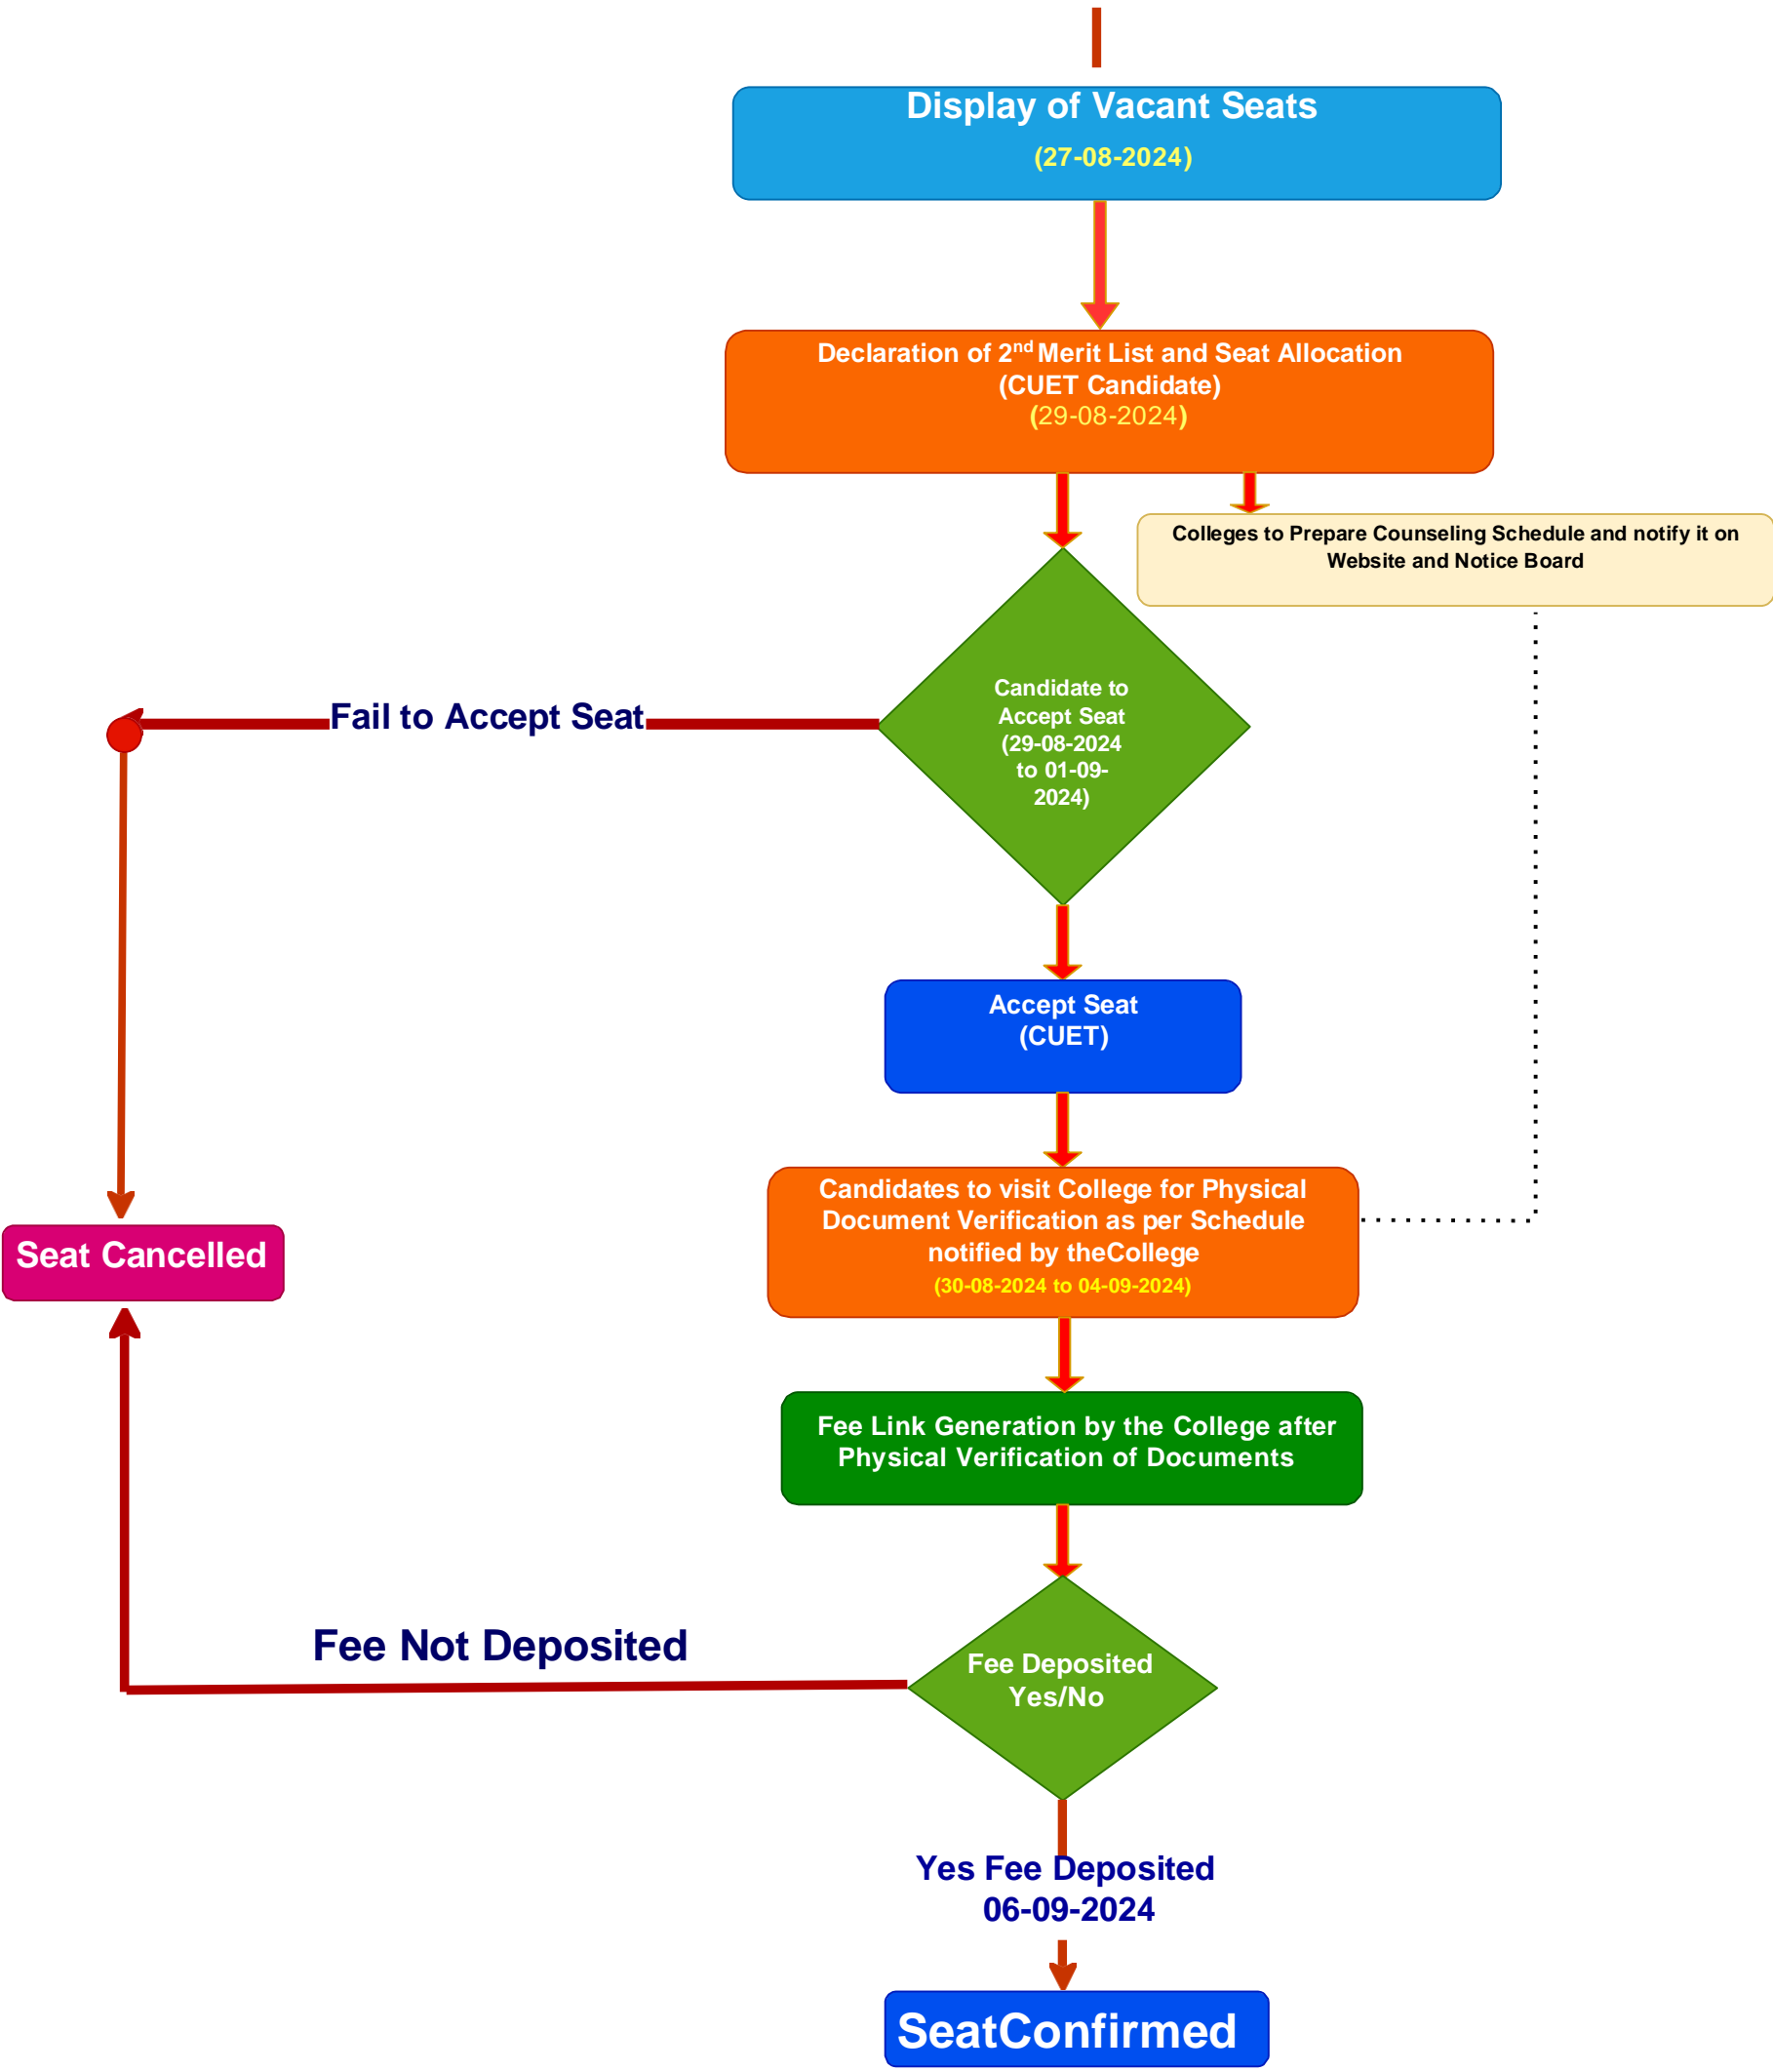 Display of Vacant Seats
(27-08-2024)
Declaration of 2nd Merit List and Seat Allocation
(CUET Candidate)
(29-08-2024)
Colleges to Prepare Counseling Schedule and notify it on
Website and Notice Board
Candidate to
Accept Seat
(29-08-2024
to 01-09-
2024)
Fail to Accept Seat
Accept Seat
(CUET)
Candidates to visit College for Physical
Document Verification as per Schedule
notified by theCollege
(30-08-2024 to 04-09-2024)
Seat Cancelled
Fee Link Generation by the College after
Physical Verification of Documents
Fee Not Deposited
Fee Deposited
Yes/No
Yes Fee Deposited
06-09-2024
SeatConfirmed